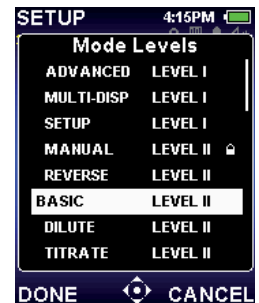 SETUP 4:15PM
Mode Levels
ADVANCED LEVEL I
MULTI-DISP LEVEL I
SETUP LEVEL I
MANUAL LEVEL II
REVERSE LEVEL II
BASIC LEVEL II
DILUTE LEVEL II
TITRATE LEVEL II
DONE CANCEL